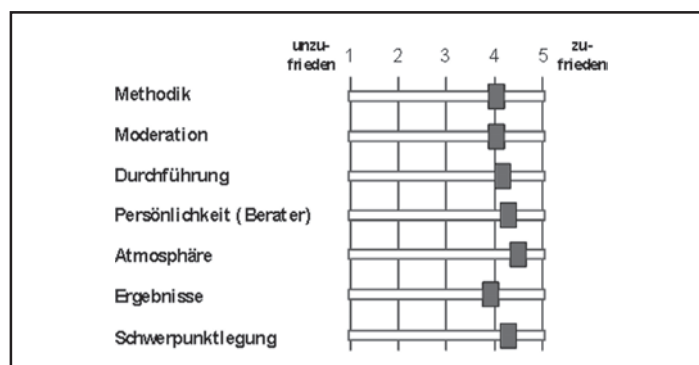 unzu-
frieden 1 2 3 4 5 zu-
frieden
Methodik
Moderation
Durchführung
Persönlichkeit (Berater)
Atmosphäre
Ergebnisse
Schwerpunktlegung